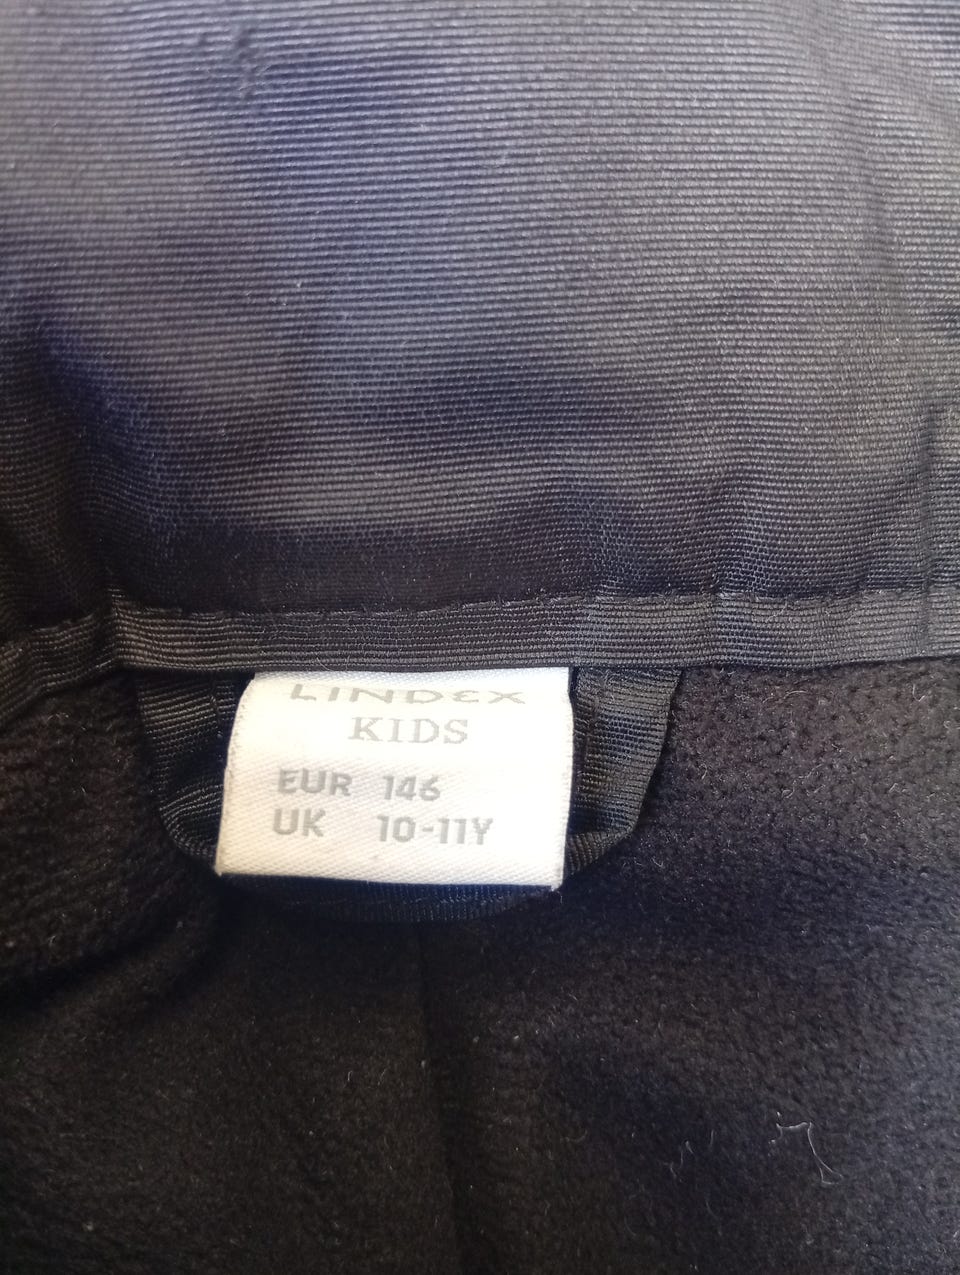 LINDEX
KIDS
EUR 146
UK 10-11Y